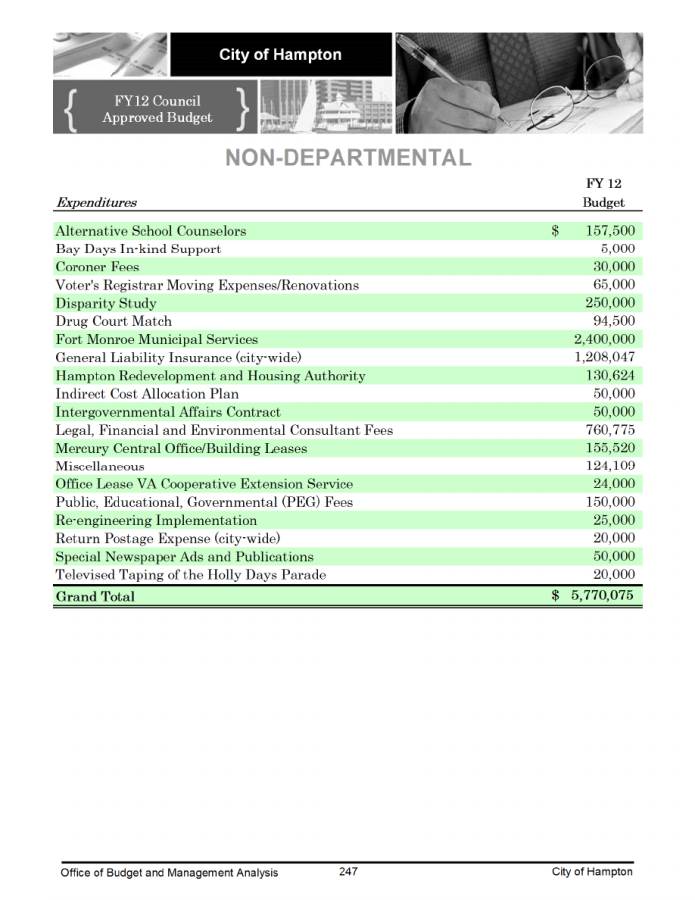 City of Hampton
{ FY12 Council
Approved Budget }
NON-DEPARTMENTAL
FY 12
Expenditures Budget
Alternative School Counselors $ 157,500
Bay Days In-kind Support 5,000
Coroner Fees 30,000
Voter's Registrar Moving Expenses/Renovations 65,000
Disparity Study 250,000
Drug Court Match 94,500
Fort Monroe Municipal Services 2,400,000
General Liability Insurance (city-wide) 1,208,047
Hampton Redevelopment and Housing Authority 130,624
Indirect Cost Allocation Plan 50,000
Intergovernmental Affairs Contract 50,000
Legal, Financial and Environmental Consultant Fees 760,775
Mercury Central Office/Building Leases 155,520
Miscellaneous 124,109
Office Lease VA Cooperative Extension Service 24,000
Public, Educational, Governmental (PEG) Fees 150,000
Re-engineering Implementation 25,000
Return Postage Expense (city-wide) 20,000
Special Newspaper Ads and Publications 50,000
Televised Taping of the Holly Days Parade 20,000
Grand Total $ 5,770,075
Office of Budget and Management Analysis 247 City of Hampton